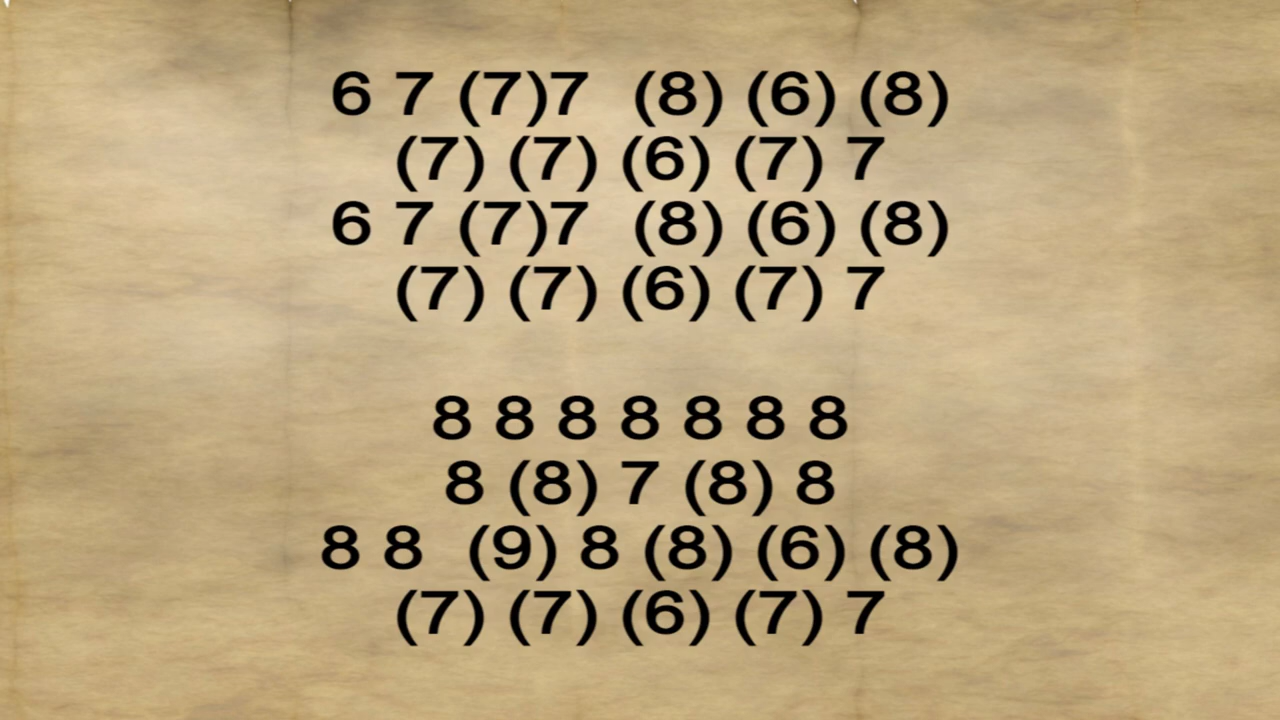 6 7 (7)7 (8) (6) (8)
(7) (7) (6) (7) 7
6 7 (7)7 (8) (6) (8)
(7) (7) (6) (7) 7
8 8 8 8 8 8 8
8 (8) 7 (8) 8
8 8 (9) 8 (8) (6) (8)
(7) (7) (6) (7) 7